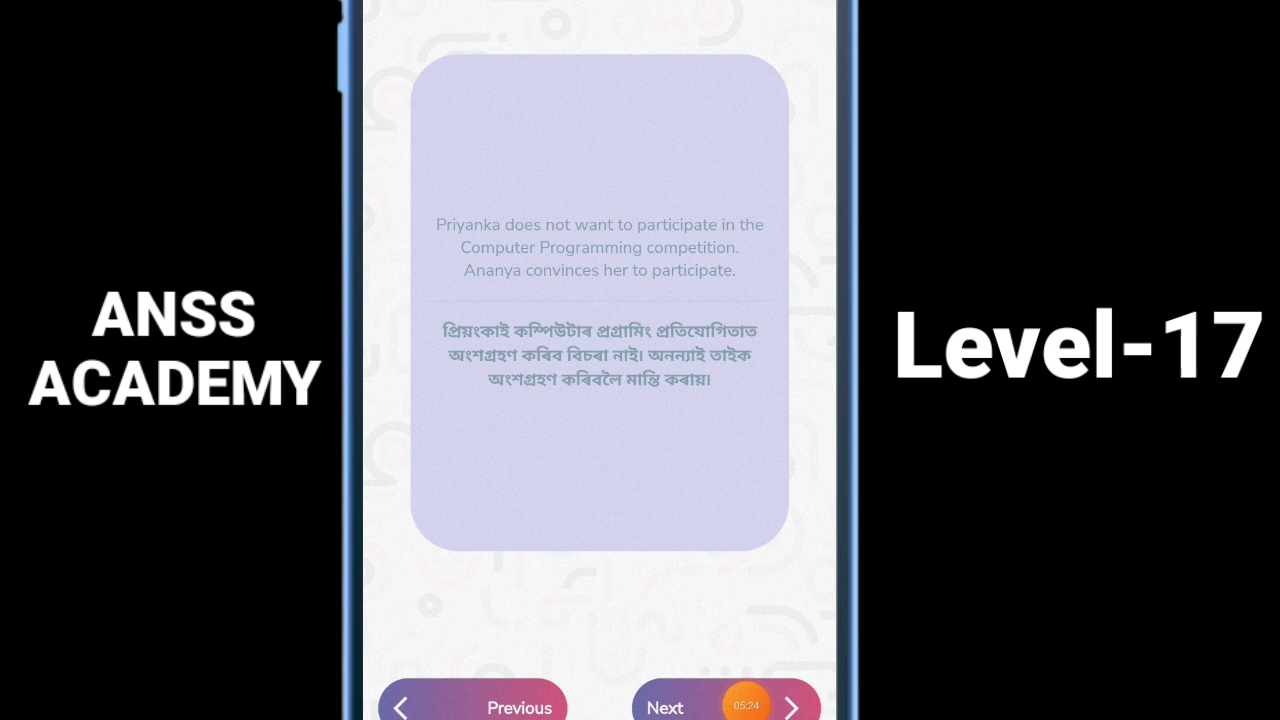 ANSS
ACADEMY
Priyanka does not want to participate in the
Computer Programming competition.
Ananya convinces her to participate.
প্ৰিয়ংকাই কম্পিউটাৰ প্ৰগ্ৰামিং প্ৰতিযোগিতাত
অংশগ্ৰহণ কৰিব বিচৰা নাই। অনন্যাই তাইক
অংশগ্ৰহণ কৰিবলৈ মান্তি কৰায়।
Previous
Next
05:24
Level-17